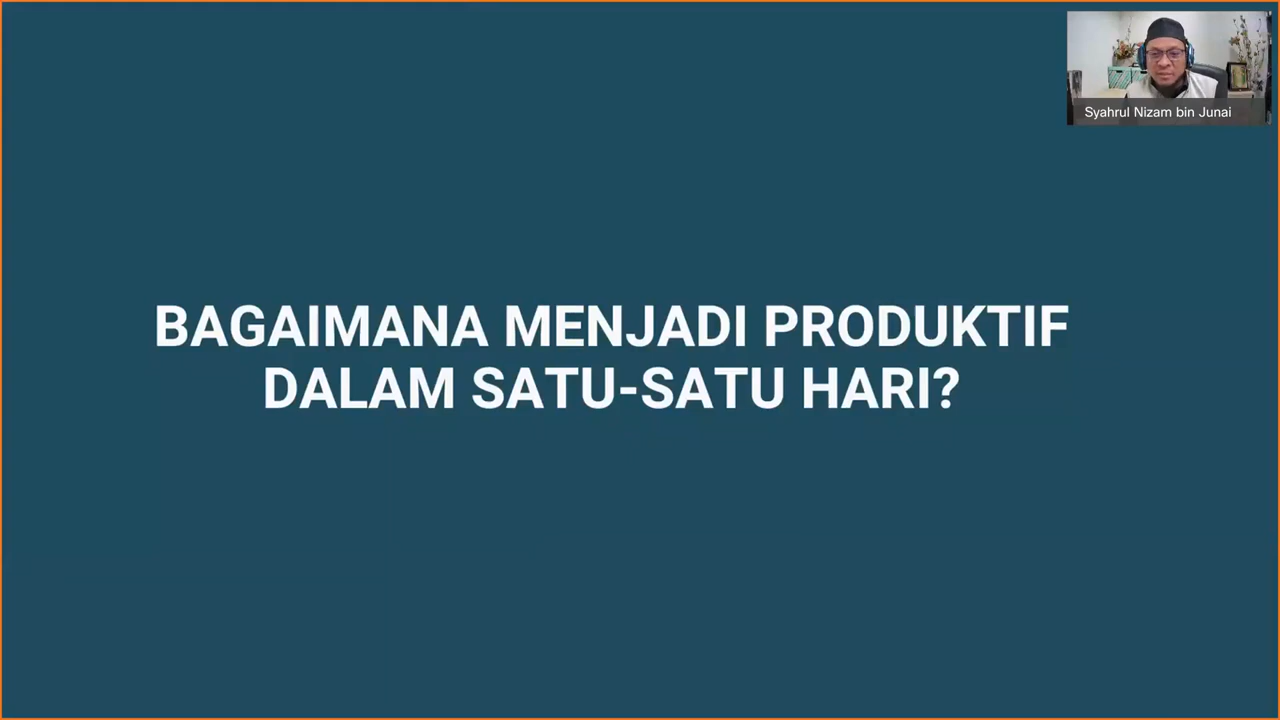 Syahrul Nizam bin Junai
BAGAIMANA MENJADI PRODUKTIF
DALAM SATU-SATU HARI?